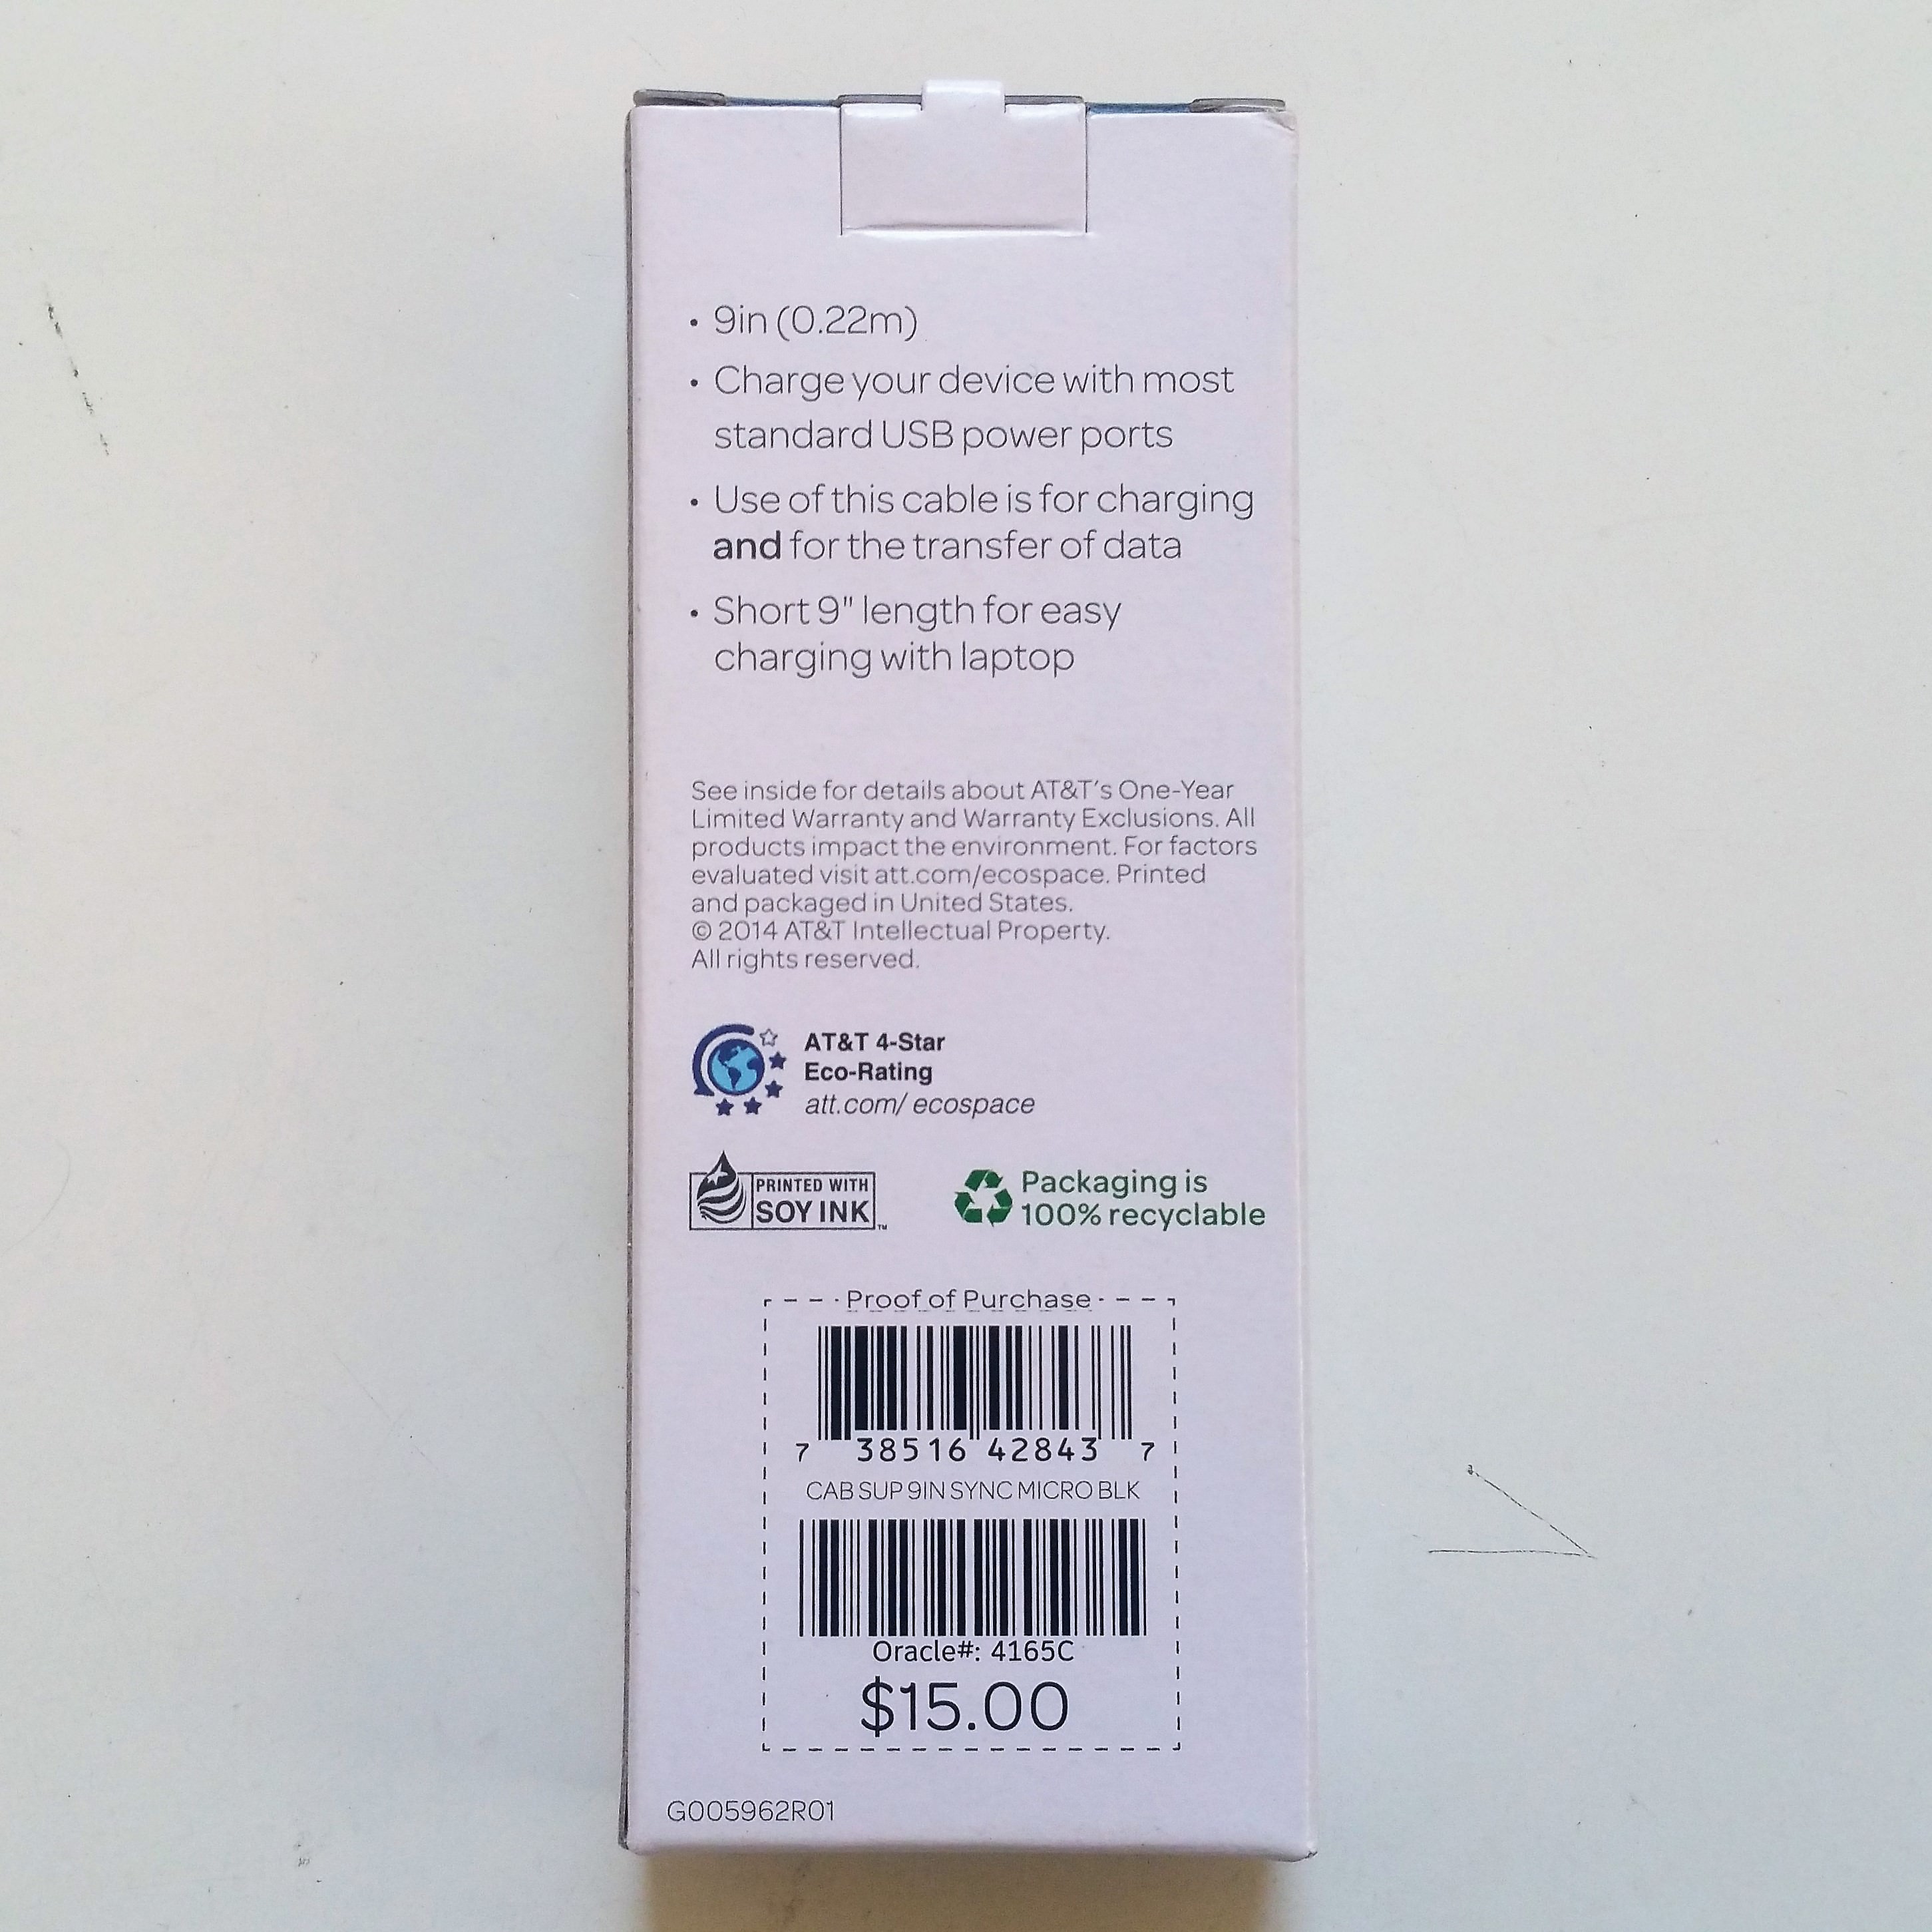 • 9in (0.22m)
• Charge your device with most
standard USB power ports
• Use of this cable is for charging
and for the transfer of data
• Short 9" length for easy
charging with laptop
See inside for details about AT&T's One-Year
Limited Warranty and Warranty Exclusions. All
products impact the environment. For factors
evaluated visit att.com/ecospace. Printed
and packaged in United States.
© 2014 AT&T Intellectual Property.
All rights reserved.
AT&T 4-Star
Eco-Rating
att.com/ ecospace
PRINTED WITH
SOY INK™
Packaging is
100% recyclable
Proof of Purchase
7 38516 42843 7
CAB SUP 9IN SYNC MICRO BLK
Oracle#: 4165C
$15.00
G005962R01